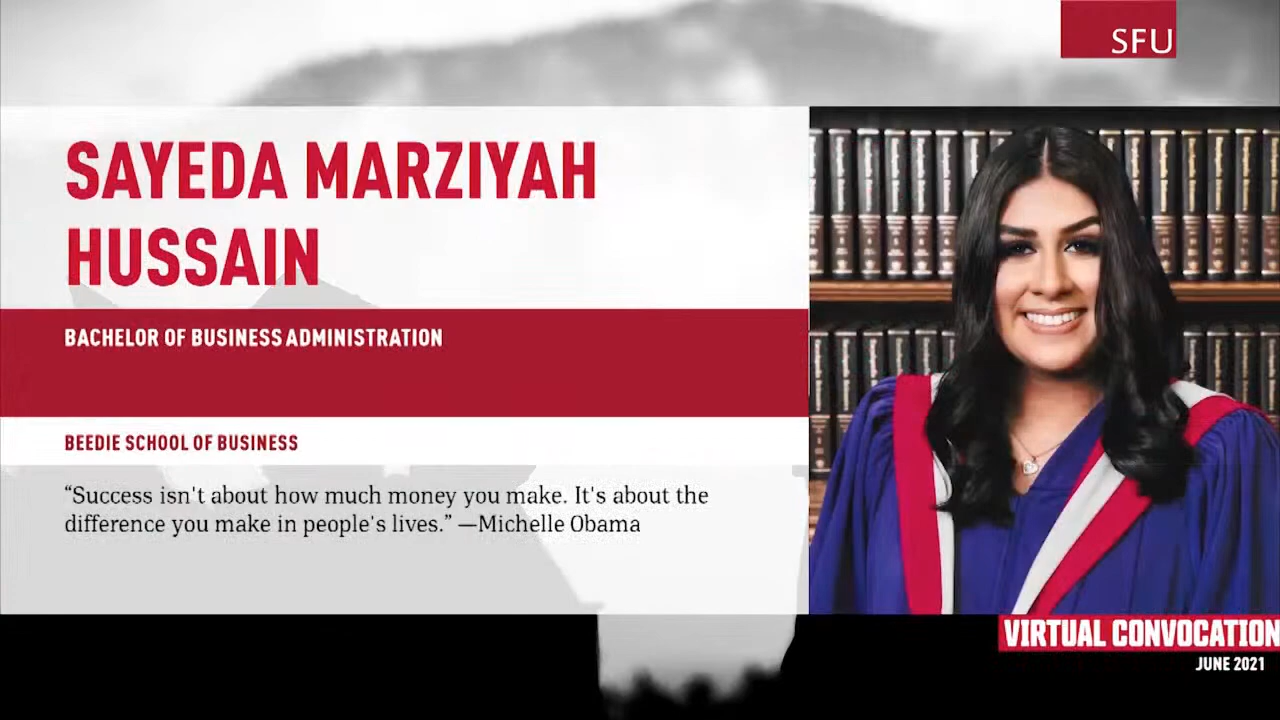 SFU
SAYEDA MARZIYAH
HUSSAIN
BACHELOR OF BUSINESS ADMINISTRATION
BEEDIE SCHOOL OF BUSINESS
“Success isn't about how much money you make. It's about the
difference you make in people's lives.” —Michelle Obama
VIRTUAL CONVOCATION
JUNE 2021